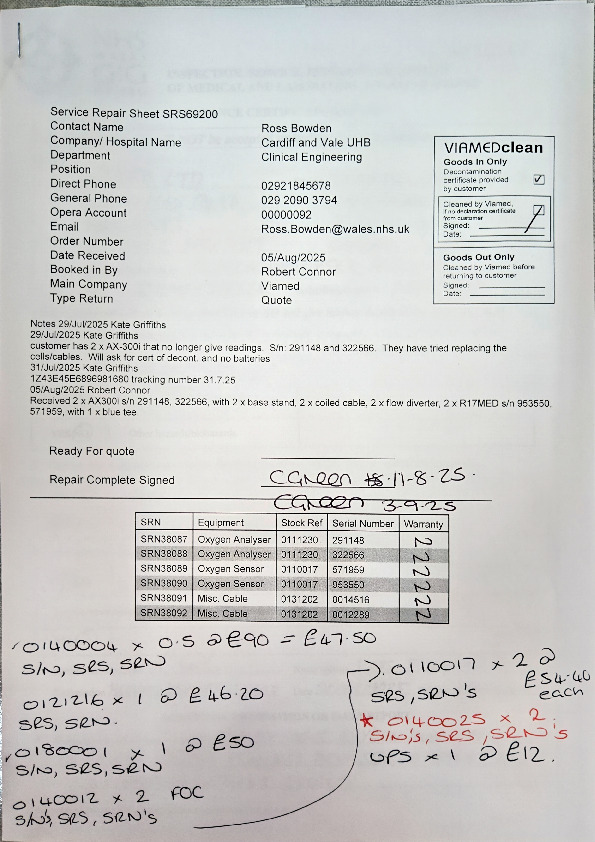 Service Repair Sheet SRS69200
Contact Name Ross Bowden
Company/ Hospital Name Cardiff and Vale UHB
Department Clinical Engineering
Position
Direct Phone 02921845678
General Phone 029 2090 3794
Opera Account 00000092
Email Ross.Bowden@wales.nhs.uk
Order Number
Date Received 05/Aug/2025
Booked in By Robert Connor
Main Company Viamed
Type Return Quote
VIAMEDclean
Goods In Only
Decontamination
certificate provided
by customer
Cleaned by Viamed,
if no declaration certificate
from customer
Signed:
Date:
Goods Out Only
Cleaned by Viamed before
returning to customer
Signed:
Date:
Notes 29/Jul/2025 Kate Griffiths
29/Jul/2025 Kate Griffiths
customer has 2 x AX-300i that no longer give readings. S/n: 291148 and 322566. They have tried replacing the
cells/cables. Will ask for cert of decont, and no batteries
31/Jul/2025 Kate Griffiths
1Z43E45E6896981680 tracking number 31.7.25
05/Aug/2025 Robert Connor
Received 2 x AX300i s/n 291148, 322566, with 2 x base stand, 2 x coiled cable, 2 x flow diverter, 2 x R17MED s/n 953550,
571959, with 1 x blue tee
Ready For quote
Repair Complete Signed CGreen 11-8-25.
CGreen 3-9-25
SRN Equipment Stock Ref Serial Number Warranty
SRN38087 Oxygen Analyser 0111230 291148 N
SRN38088 Oxygen Analyser 0111230 322566 N
SRN38089 Oxygen Sensor 0110017 571959 N
SRN38090 Oxygen Sensor 0110017 953550 N
SRN38091 Misc. Cable 0131202 0014516 N
SRN38092 Misc. Cable 0131202 0012289 N
0140004 x 0.5 @ £90 = £47.50
S/N, SRS, SRN
0121216 x 1 @ £46.20
SRS, SRN.
0180001 x 1 @ £50
S/N, SRS, SRN
0140012 x 2 FOC
S/N's, SRS, SRN's
0110017 x 2 @
£54.40
each
SRS, SRN's
* 0140025 x 2.
S/N's, SRS, SRN's
UPS x 1 @ £12.